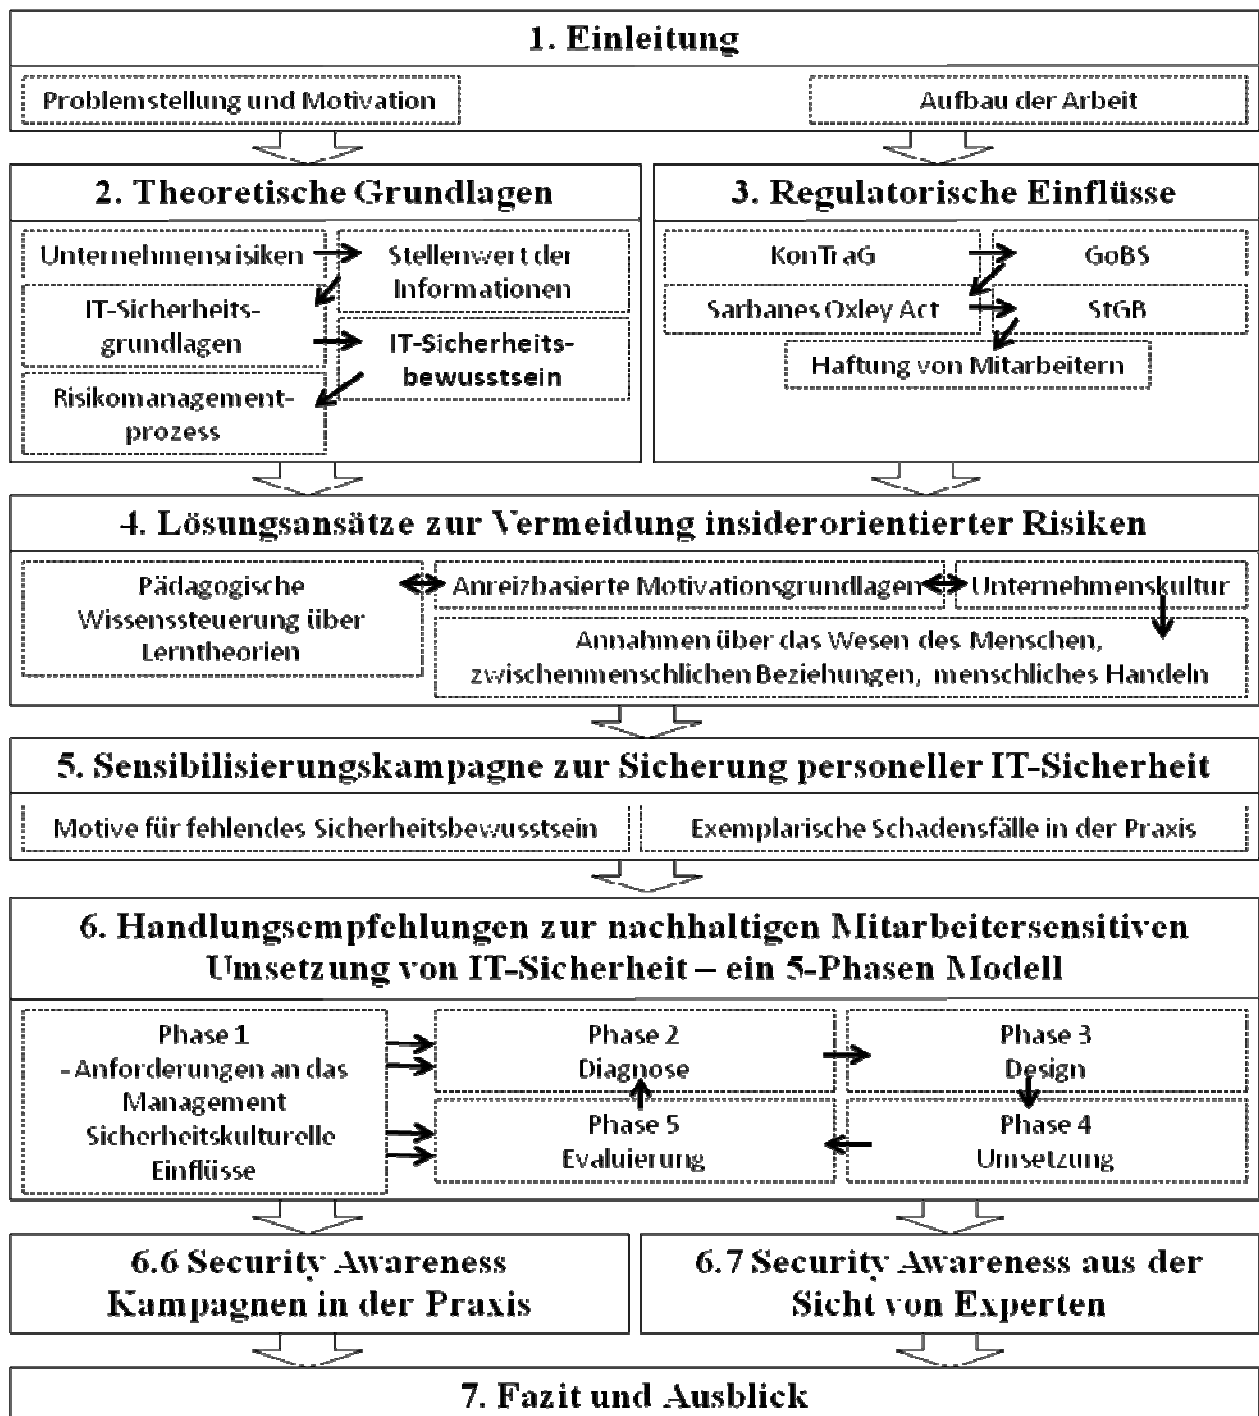 1. Einleitung
Problemstellung und Motivation
Aufbau der Arbeit
2. Theoretische Grundlagen
Unternehmensrisiken
Stellenwert der
Informationen
IT-Sicherheits-
grundlagen
IT-Sicherheits-
bewusstsein
Risikomanagement-
prozess
3. Regulatorische Einflüsse
KonTraG
GoBS
Sarbanes Oxley Act
StGB
Haftung von Mitarbeitern
4. Lösungsansätze zur Vermeidung insiderorientierter Risiken
Pädagogische
Wissenssteuerung über
Lerntheorien
Anreizbasierte Motivationsgrundlagen
Unternehmenskultur
Annahmen über das Wesen des Menschen,
zwischenmenschlichen Beziehungen, menschliches Handeln
5. Sensibilisierungskampagne zur Sicherung personeller IT-Sicherheit
Motive für fehlendes Sicherheitsbewusstsein
Exemplarische Schadensfälle in der Praxis
6. Handlungsempfehlungen zur nachhaltigen Mitarbeitersensitiven
Umsetzung von IT-Sicherheit – ein 5-Phasen Modell
Phase 1
-Anforderungen an das
Management
Sicherheitskulturelle
Einflüsse
Phase 2
Diagnose
Phase 3
Design
Phase 5
Evaluierung
Phase 4
Umsetzung
6.6 Security Awareness
Kampagnen in der Praxis
6.7 Security Awareness aus der
Sicht von Experten
7. Fazit und Ausblick